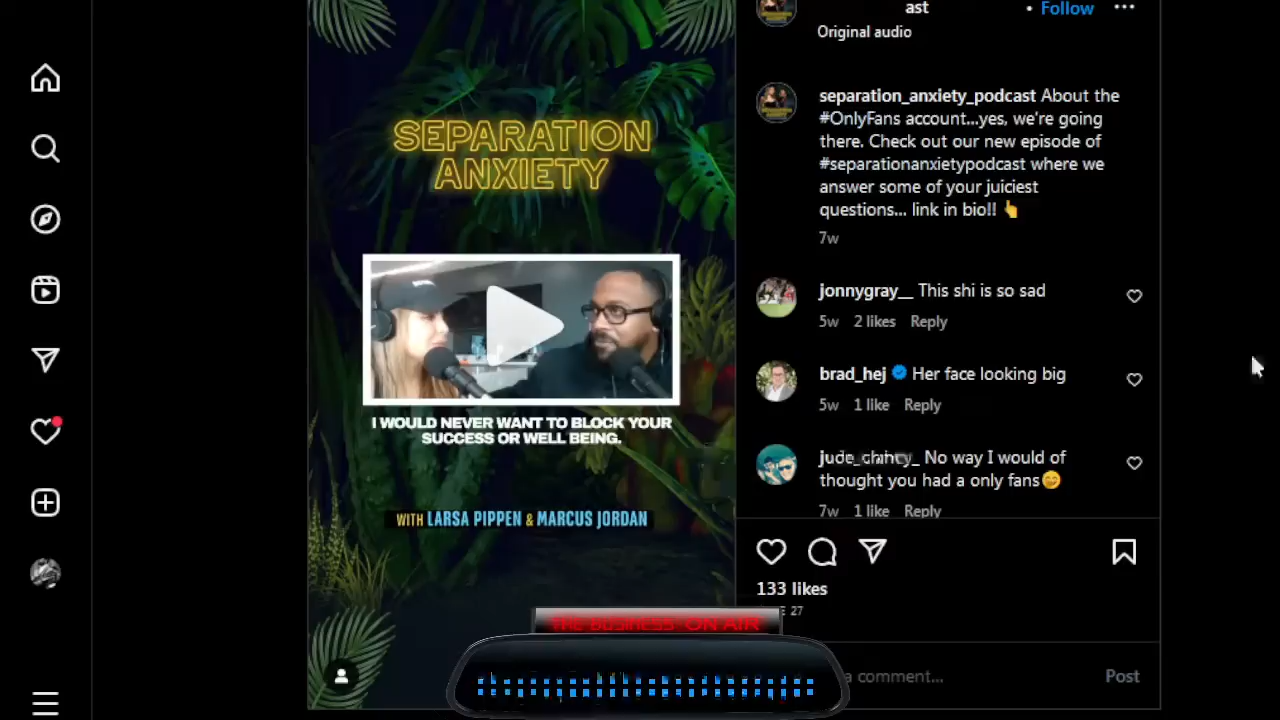 ast
• Follow
Original audio
separation_anxiety_podcast About the
#OnlyFans account...yes, we're going
there. Check out our new episode of
#separationanxietypodcast where we
answer some of your juiciest
questions... link in bio!! 👆
7w
jonnygray__ This shi is so sad
5w 2 likes Reply
brad_hej Her face looking big
5w 1 like Reply
No way I would of
thought you had a only fans😊
7w 1 like Reply
133 likes
27
a comment...
Post
SEPARATION
ANXIETY
I WOULD NEVER WANT TO BLOCK YOUR
SUCCESS OR WELL BEING.
WITH LARSA PIPPEN & MARCUS JORDAN
THE BUSINESS ON AIR